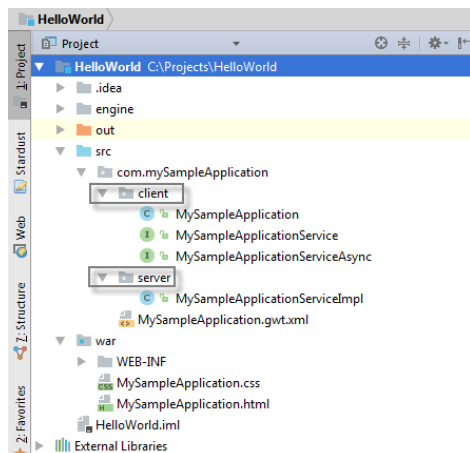 HelloWorld
Project
HelloWorld C:\Projects\HelloWorld
.idea
engine
out
src
com.mySampleApplication
client
C MySampleApplication
I MySampleApplicationService
I MySampleApplicationServiceAsync
server
C MySampleApplicationServiceImpl
MySampleApplication.gwt.xml
war
WEB-INF
CSS MySampleApplication.css
H MySampleApplication.html
HelloWorld.iml
External Libraries
1: Project
Stardust
Web
7: Structure
2: Favorites